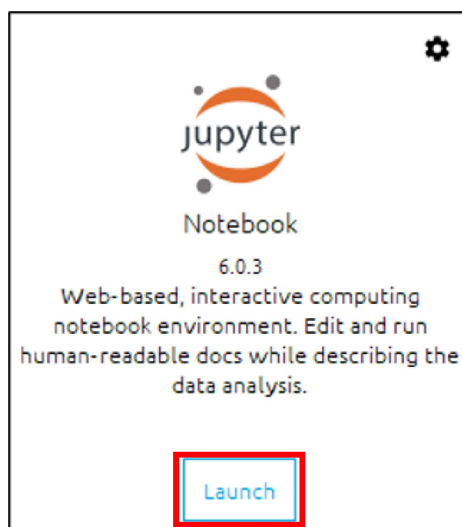 jupyter
Notebook
6.0.3
Web-based, interactive computing
notebook environment. Edit and run
human-readable docs while describing the
data analysis.
Launch